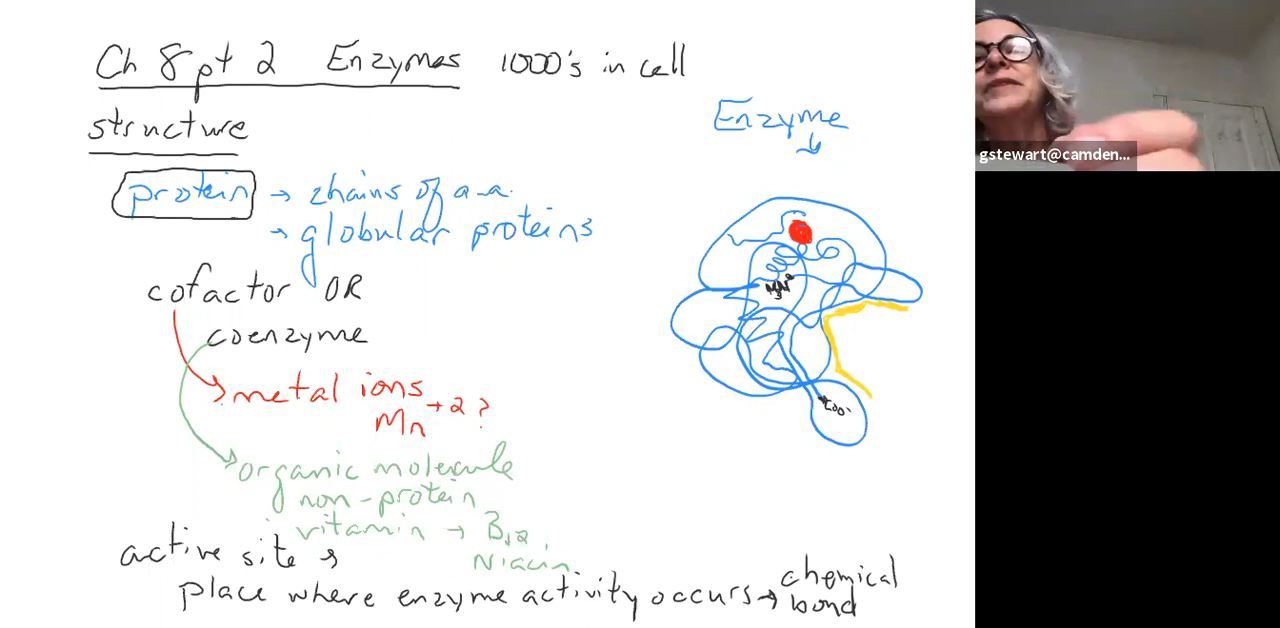 Ch 8 pt 2 Enzymes 1000's in cell
structure
Enzyme
protein → chains of a-a.
→ globular proteins
cofactor OR
coenzyme
metal ions
Mn+2 ?
organic molecule
non-protein
vitamin → B12
Niacin
active site
place where enzyme activity occurs → chemical
bond
COO-
gstewart@camden...